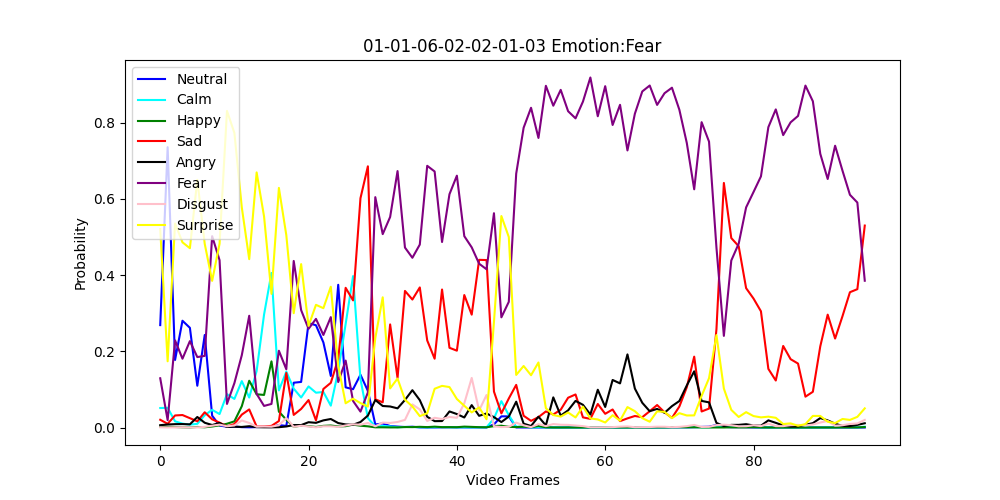 01-01-06-02-02-01-03 Emotion:Fear
Neutral
Calm
Happy
Sad
Angry
Fear
Disgust
Surprise
Probability
0.8
0.6
0.4
0.2
0.0
0 20 40 60 80
Video Frames